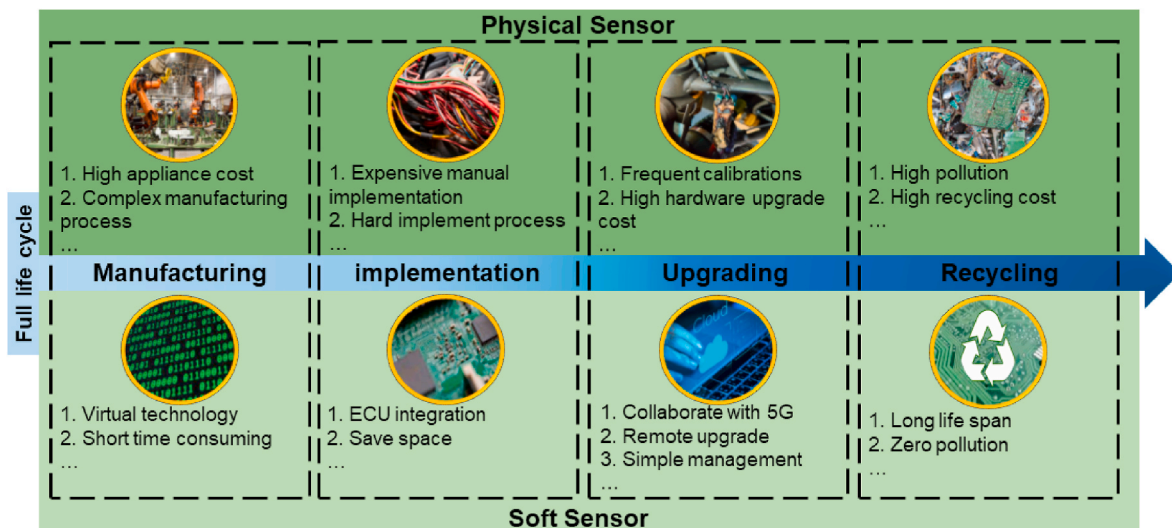 Physical Sensor
1. High appliance cost
2. Complex manufacturing
process
…
1. Expensive manual
implementation
2. Hard implement process
…
1. Frequent calibrations
2. High hardware upgrade
cost
…
1. High pollution
2. High recycling cost
…
Full life cycle
Manufacturing
implementation
Upgrading
Recycling
1. Virtual technology
2. Short time consuming
…
1. ECU integration
2. Save space
…
Cloud
1. Collaborate with 5G
2. Remote upgrade
3. Simple management
…
1. Long life span
2. Zero pollution
…
Soft Sensor